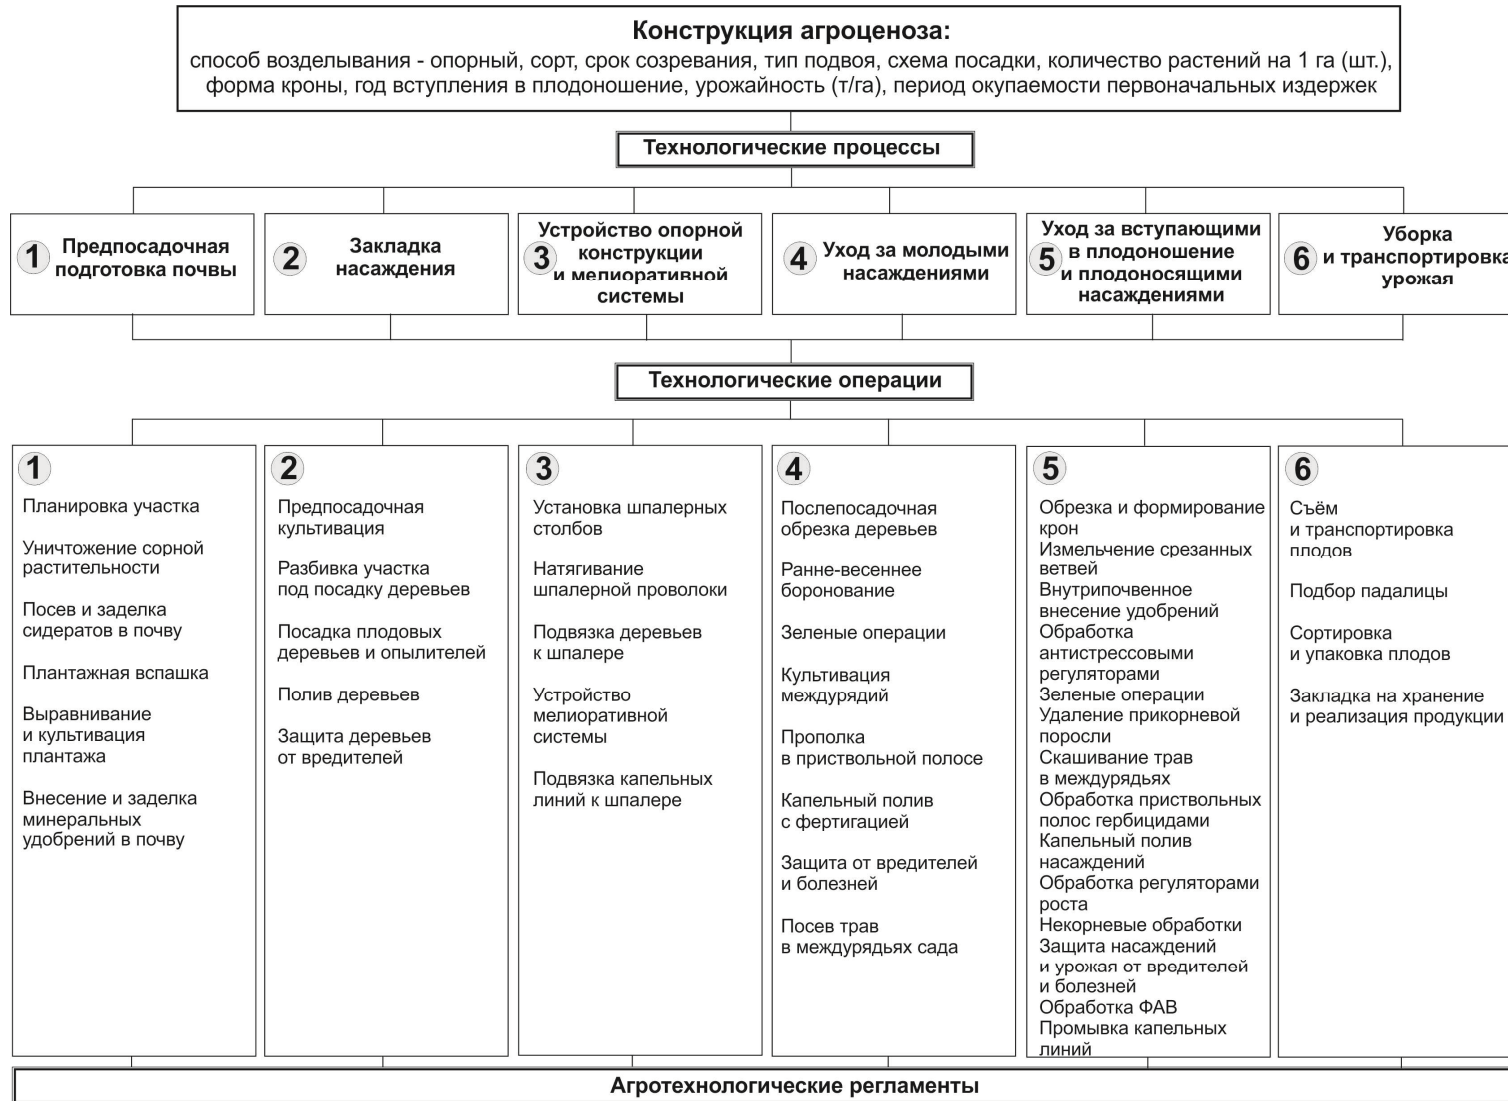 Конструкция агроценоза:
способ возделывания - опорный, сорт, срок созревания, тип подвоя, схема посадки, количество растений на 1 га (шт.),
форма кроны, год вступления в плодоношение, урожайность (т/га), период окупаемости первоначальных издержек
Технологические процессы
1
Предпосадочная
подготовка почвы
2
Закладка
насаждения
3
Устройство опорной
конструкции
и мелиоративной
системы
4
Уход за молодыми
насаждениями
5
Уход за вступающими
в плодоношение
и плодоносящими
насаждениями
6
Уборка
и транспортировка
урожая
Технологические операции
1
Планировка участка
Уничтожение сорной
растительности
Посев и заделка
сидератов в почву
Плантажная вспашка
Выравнивание
и культивация
плантажа
Внесение и заделка
минеральных
удобрений в почву
2
Предпосадочная
культивация
Разбивка участка
под посадку деревьев
Посадка плодовых
деревьев и опылителей
Полив деревьев
Защита деревьев
от вредителей
3
Установка шпалерных
столбов
Натягивание
шпалерной проволоки
Подвязка деревьев
к шпалере
Устройство
мелиоративной
системы
Подвязка капельных
линий к шпалере
4
Послепосадочная
обрезка деревьев
Ранне-весеннее
боронование
Зеленые операции
Культивация
междурядий
Прополка
в приствольной полосе
Капельный полив
с фертигацией
Защита от вредителей
и болезней
Посев трав
в междурядьях сада
5
Обрезка и формирование
крон
Измельчение срезанных
ветвей
Внутрипочвенное
внесение удобрений
Обработка
антистрессовыми
регуляторами
Зеленые операции
Удаление прикорневой
поросли
Скашивание трав
в междурядьях
Обработка приствольных
полос гербицидами
Капельный полив
насаждений
Обработка регуляторами
роста
Некорневые обработки
Защита насаждений
и урожая от вредителей
и болезней
Обработка ФАВ
Промывка капельных
линий
6
Съём
и транспортировка
плодов
Подбор падалицы
Сортировка
и упаковка плодов
Закладка на хранение
и реализация продукции
Агротехнологические регламенты